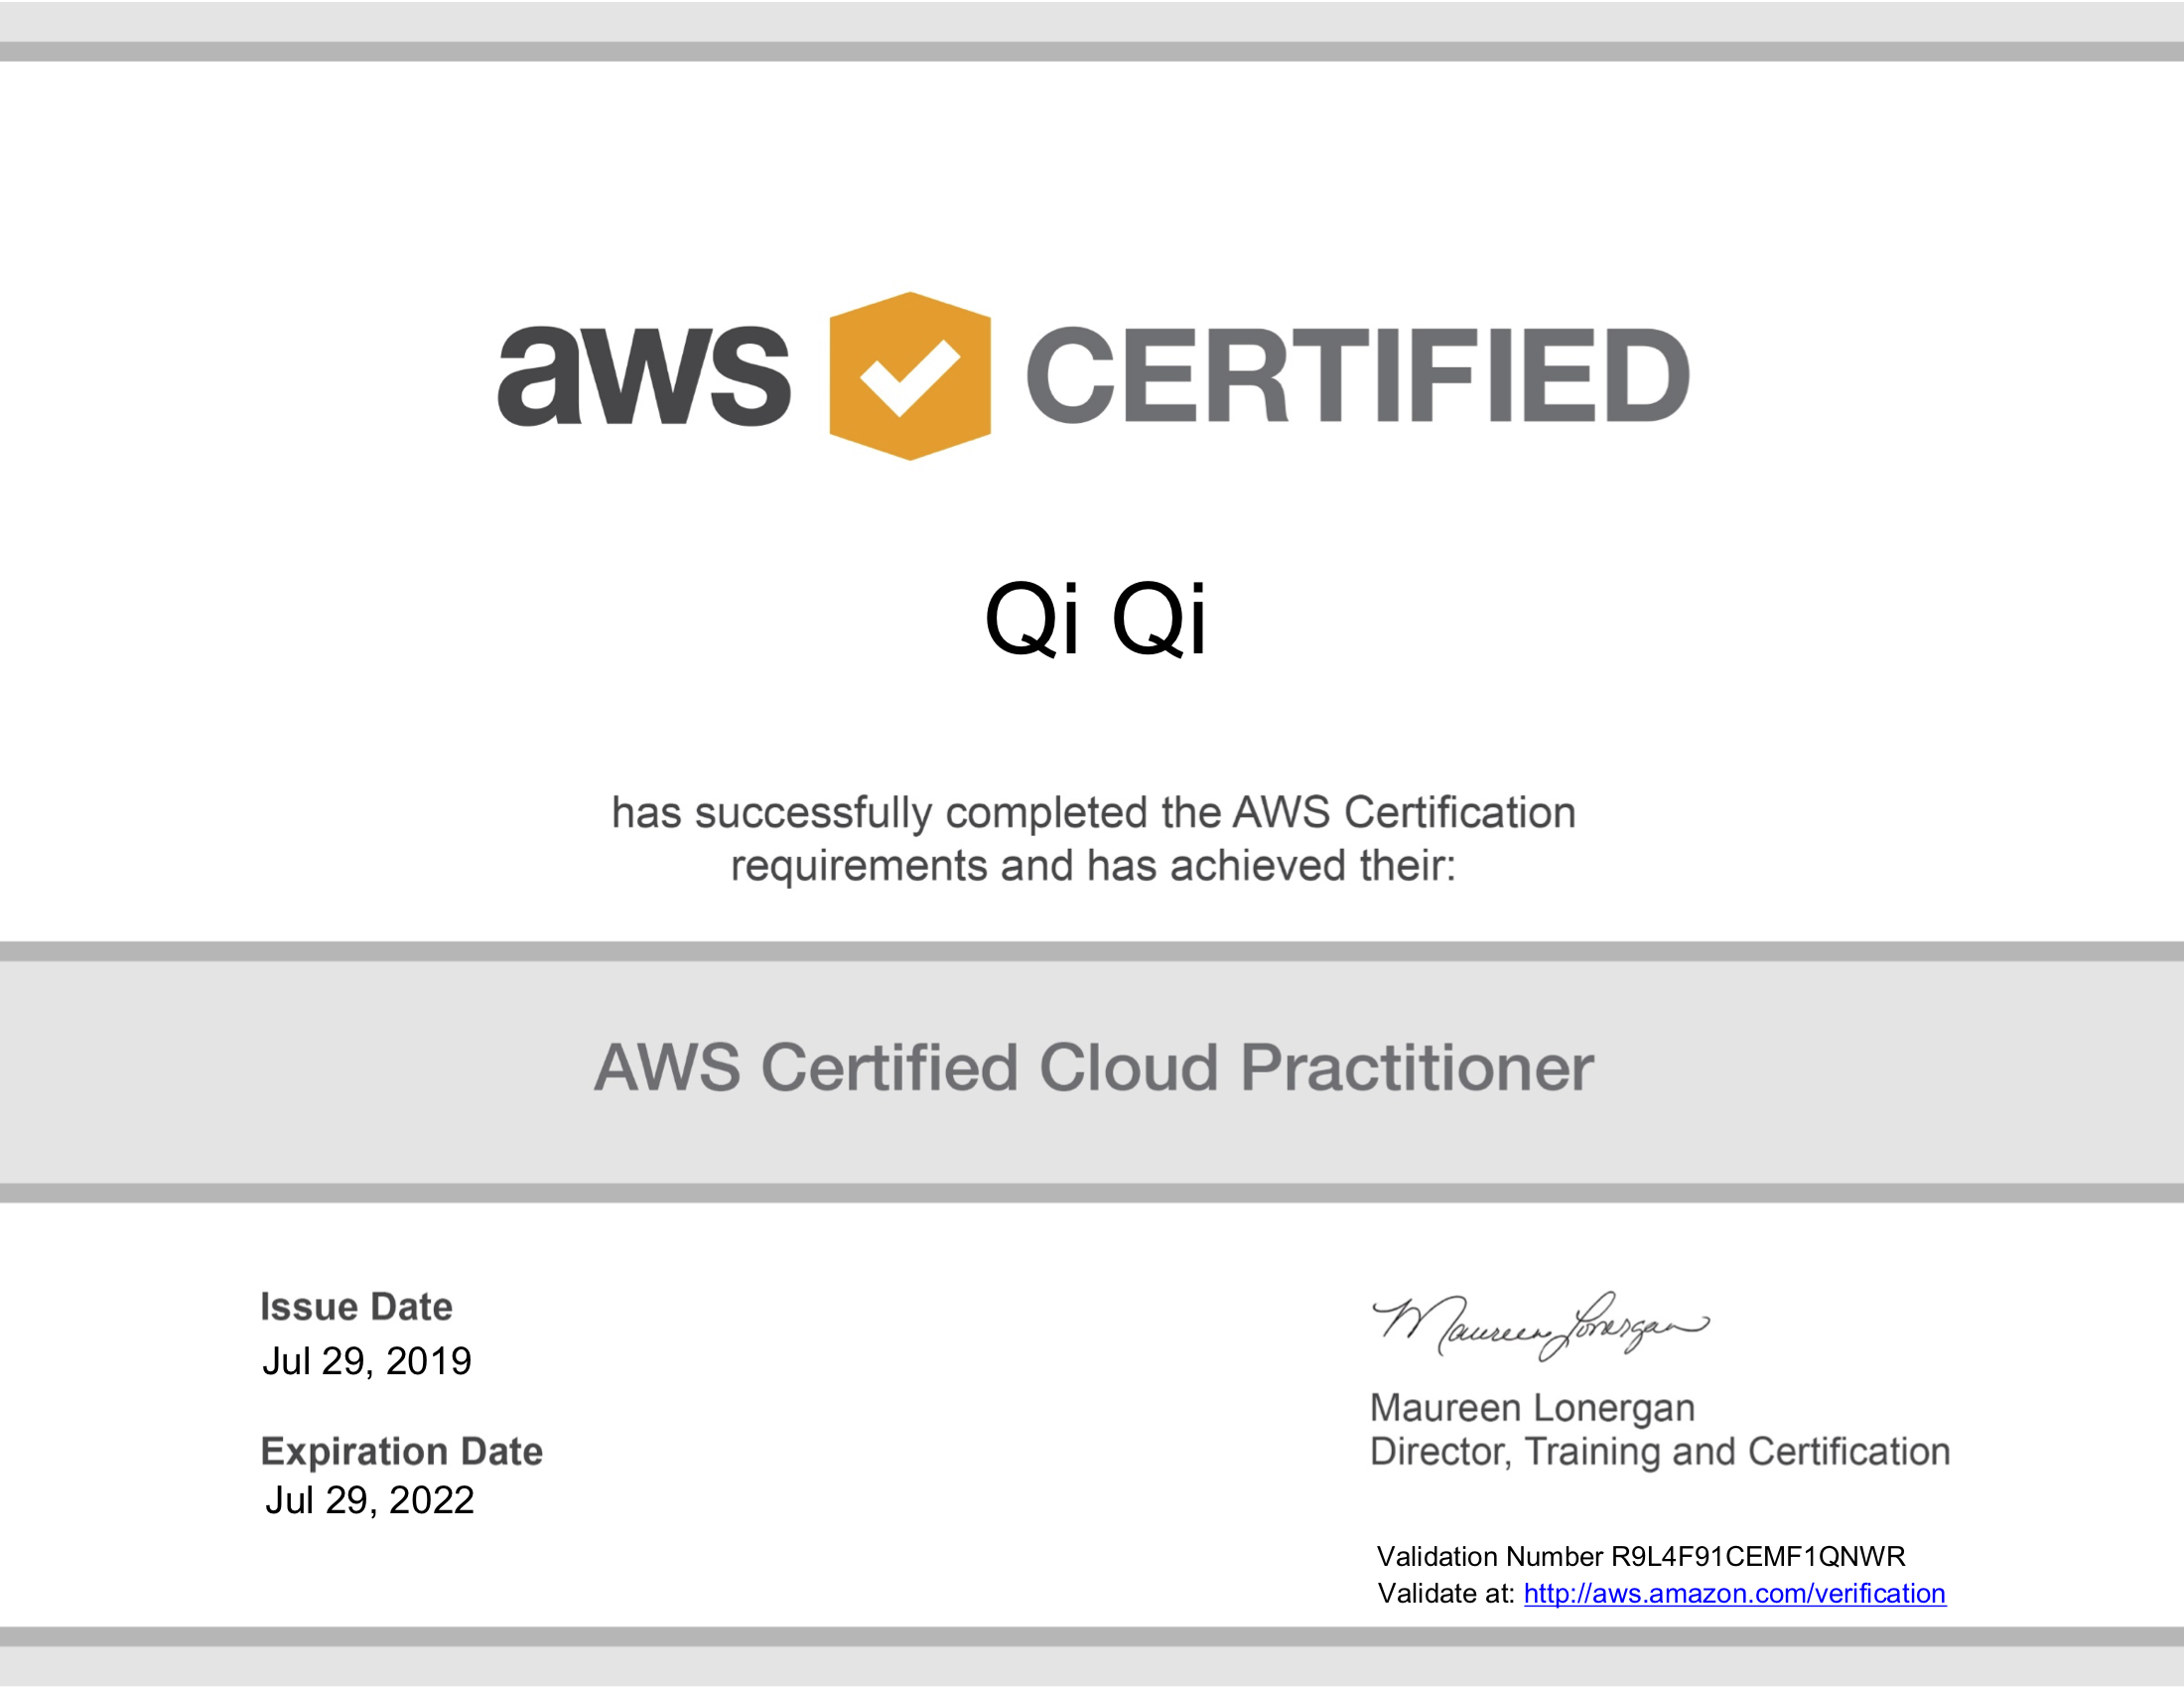 aws CERTIFIED
Qi Qi
has successfully completed the AWS Certification
requirements and has achieved their:
AWS Certified Cloud Practitioner
Issue Date
Jul 29, 2019
Expiration Date
Jul 29, 2022
Maureen Lonergan
Maureen Lonergan
Director, Training and Certification
Validation Number R9L4F91CEMF1QNWR
Validate at: http://aws.amazon.com/verification